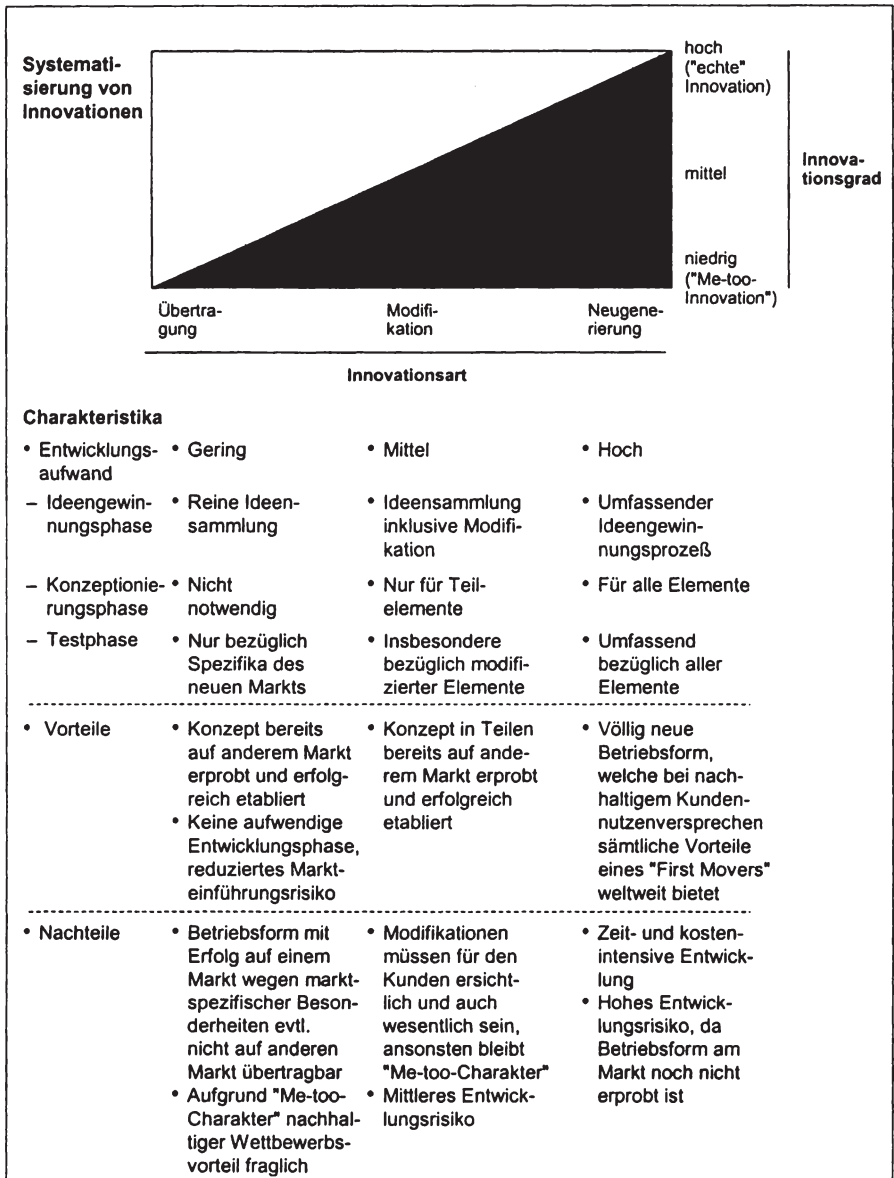 Systemati-
sierung von
Innovationen
hoch
("echte"
Innovation)
mittel
niedrig
("Me-too-
Innovation")
Innova-
tionsgrad
Übertra-
gung
Modifi-
kation
Neugene-
rierung
Innovationsart
Charakteristika
• Entwicklungs-
aufwand
• Gering
• Mittel
• Hoch
– Ideengewin-
nungsphase
• Reine Ideen-
sammlung
• Ideensammlung
inklusive Modifi-
kation
• Umfassender
Ideengewin-
nungsprozeß
– Konzeptionie-
rungsphase
• Nicht
notwendig
• Nur für Teil-
elemente
• Für alle Elemente
– Testphase
• Nur bezüglich
Spezifika des
neuen Markts
• Insbesondere
bezüglich modifi-
zierter Elemente
• Umfassend
bezüglich aller
Elemente
• Vorteile
• Konzept bereits
auf anderem Markt
erprobt und erfolg-
reich etabliert
• Keine aufwendige
Entwicklungsphase,
reduziertes Markt-
einführungsrisiko
• Konzept in Teilen
bereits auf ande-
rem Markt erprobt
und erfolgreich
etabliert
• Völlig neue
Betriebsform,
welche bei nach-
haltigem Kunden-
nutzenversprechen
sämtliche Vorteile
eines "First Movers"
weltweit bietet
• Nachteile
• Betriebsform mit
Erfolg auf einem
Markt wegen markt-
spezifischer Beson-
derheiten evtl.
nicht auf anderen
Markt übertragbar
• Aufgrund "Me-too-
Charakter" nachhal-
tiger Wettbewerbs-
vorteil fraglich
• Modifikationen
müssen für den
Kunden ersicht-
lich und auch
wesentlich sein,
ansonsten bleibt
"Me-too-Charakter"
• Mittleres Entwick-
lungsrisiko
• Zeit- und kosten-
intensive Entwick-
lung
• Hohes Entwick-
lungsrisiko, da
Betriebsform am
Markt noch nicht
erprobt ist